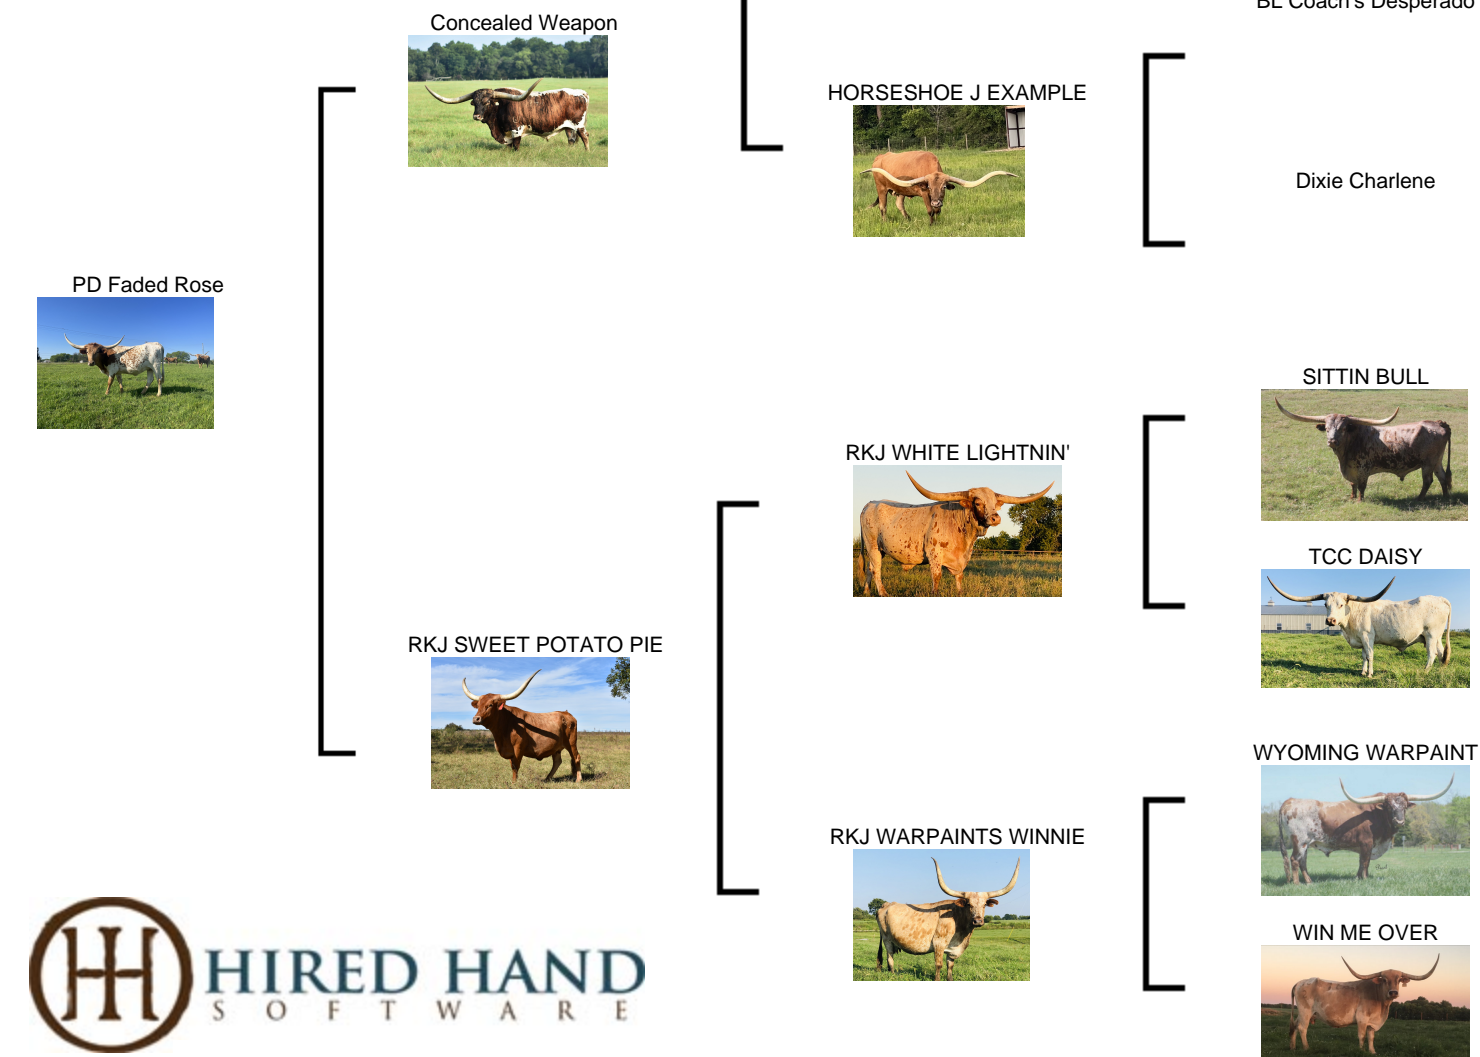 BL Coach's Desperado
Concealed Weapon
HORSESHOE J EXAMPLE
Dixie Charlene
PD Faded Rose
SITTIN BULL
RKJ WHITE LIGHTNIN'
TCC DAISY
RKJ SWEET POTATO PIE
WYOMING WARPAINT
RKJ WARPAINTS WINNIE
WIN ME OVER
HIRED HAND
SOFTWARE